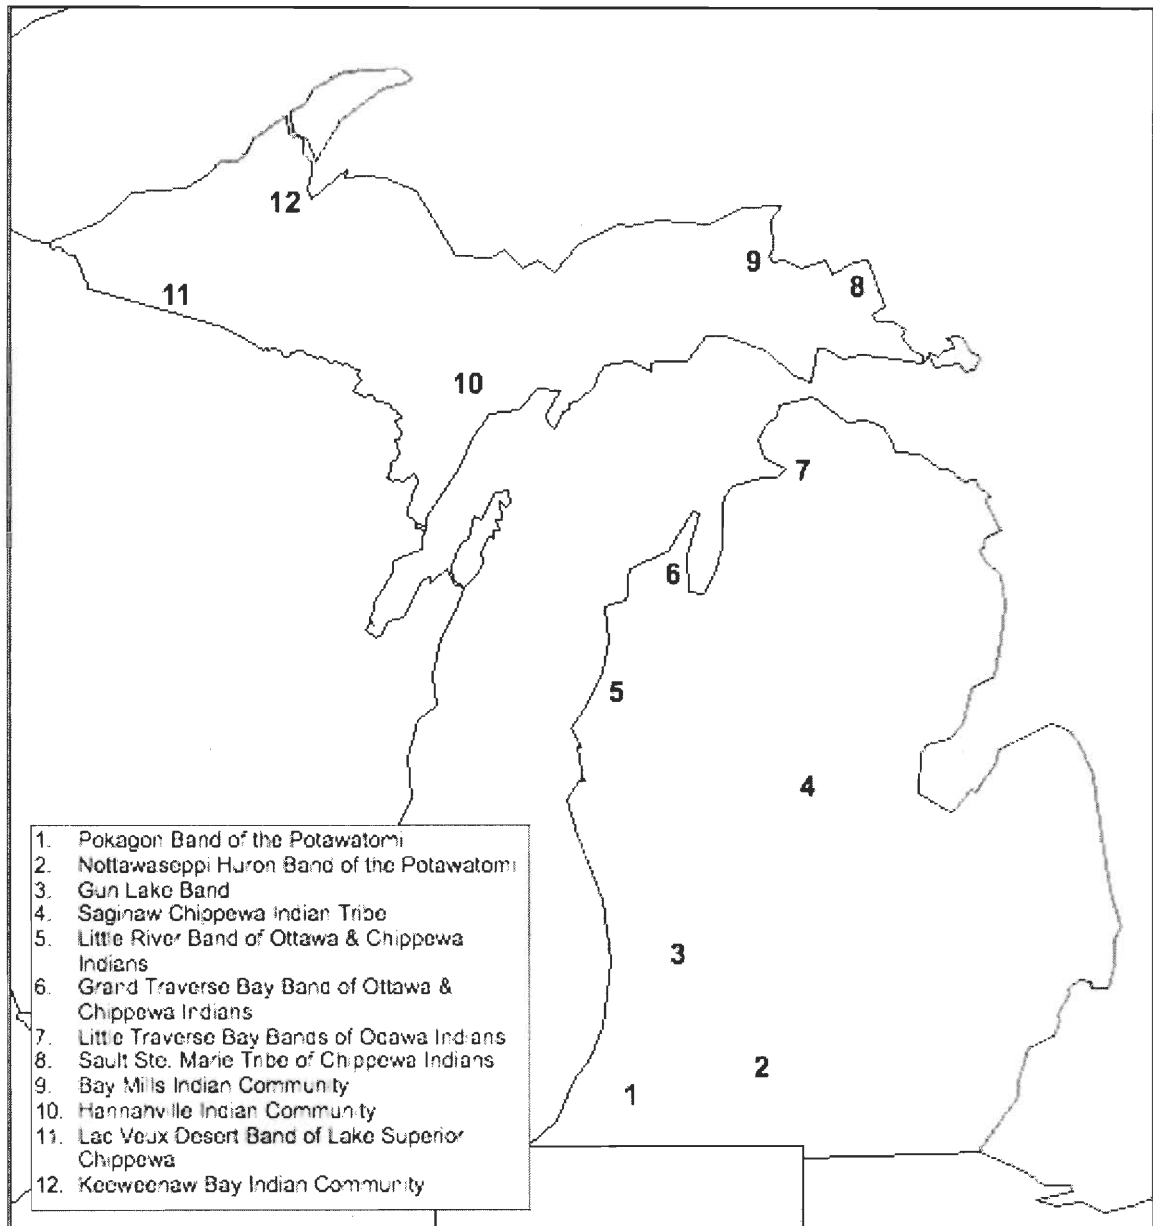 12
9
8
11
10
7
6
5
4
3
2
1
1. Pokagon Band of the Potawatomi
2. Nottawaseppi Huron Band of the Potawatomi
3. Gun Lake Band
4. Saginaw Chippewa Indian Tribe
5. Little River Band of Ottawa & Chippewa
Indians
6. Grand Traverse Bay Band of Ottawa &
Chippewa Indians
7. Little Traverse Bay Bands of Odawa Indians
8. Sault Ste. Marie Tribe of Chippewa Indians
9. Bay Mills Indian Community
10. Hannahville Indian Community
11. Lac Veux Desert Band of Lake Superior
Chippewa
12. Keeweenaw Bay Indian Community